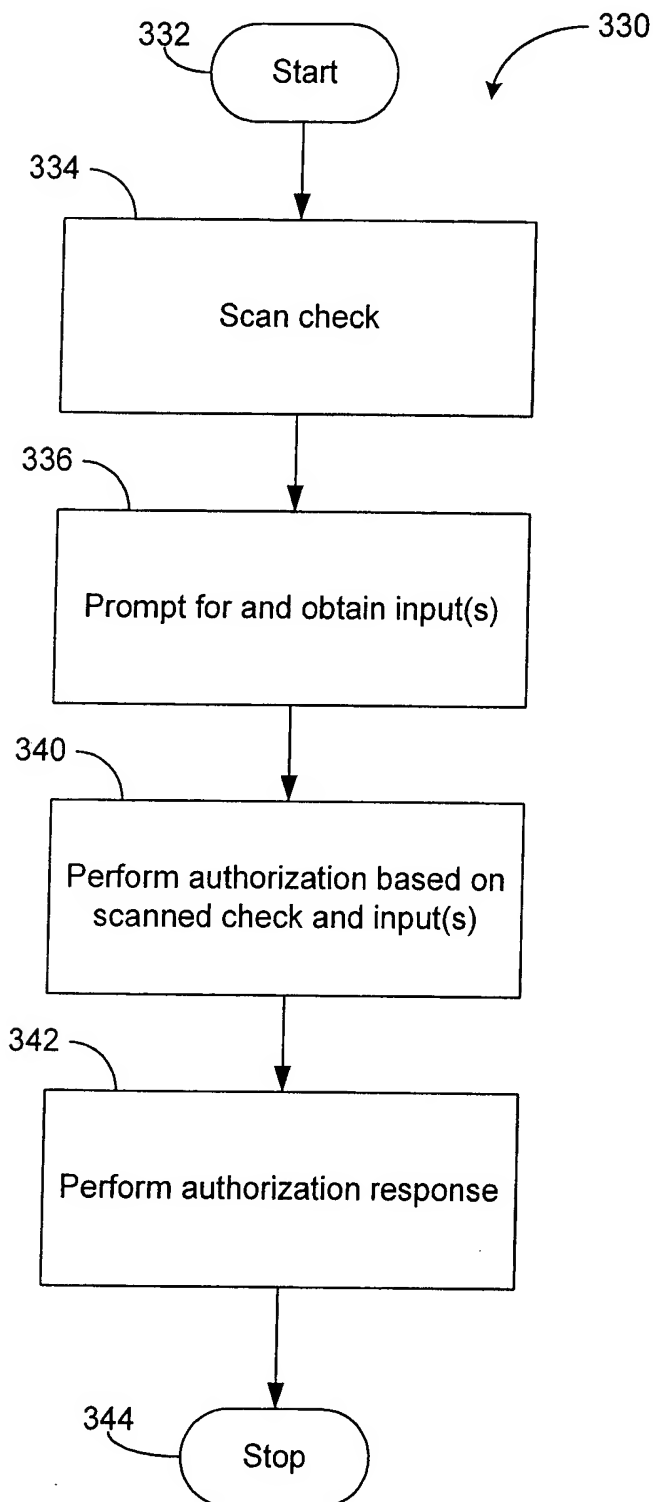 332
Start
330
334
Scan check
336
Prompt for and obtain input(s)
340
Perform authorization based on
scanned check and input(s)
342
Perform authorization response
344
Stop